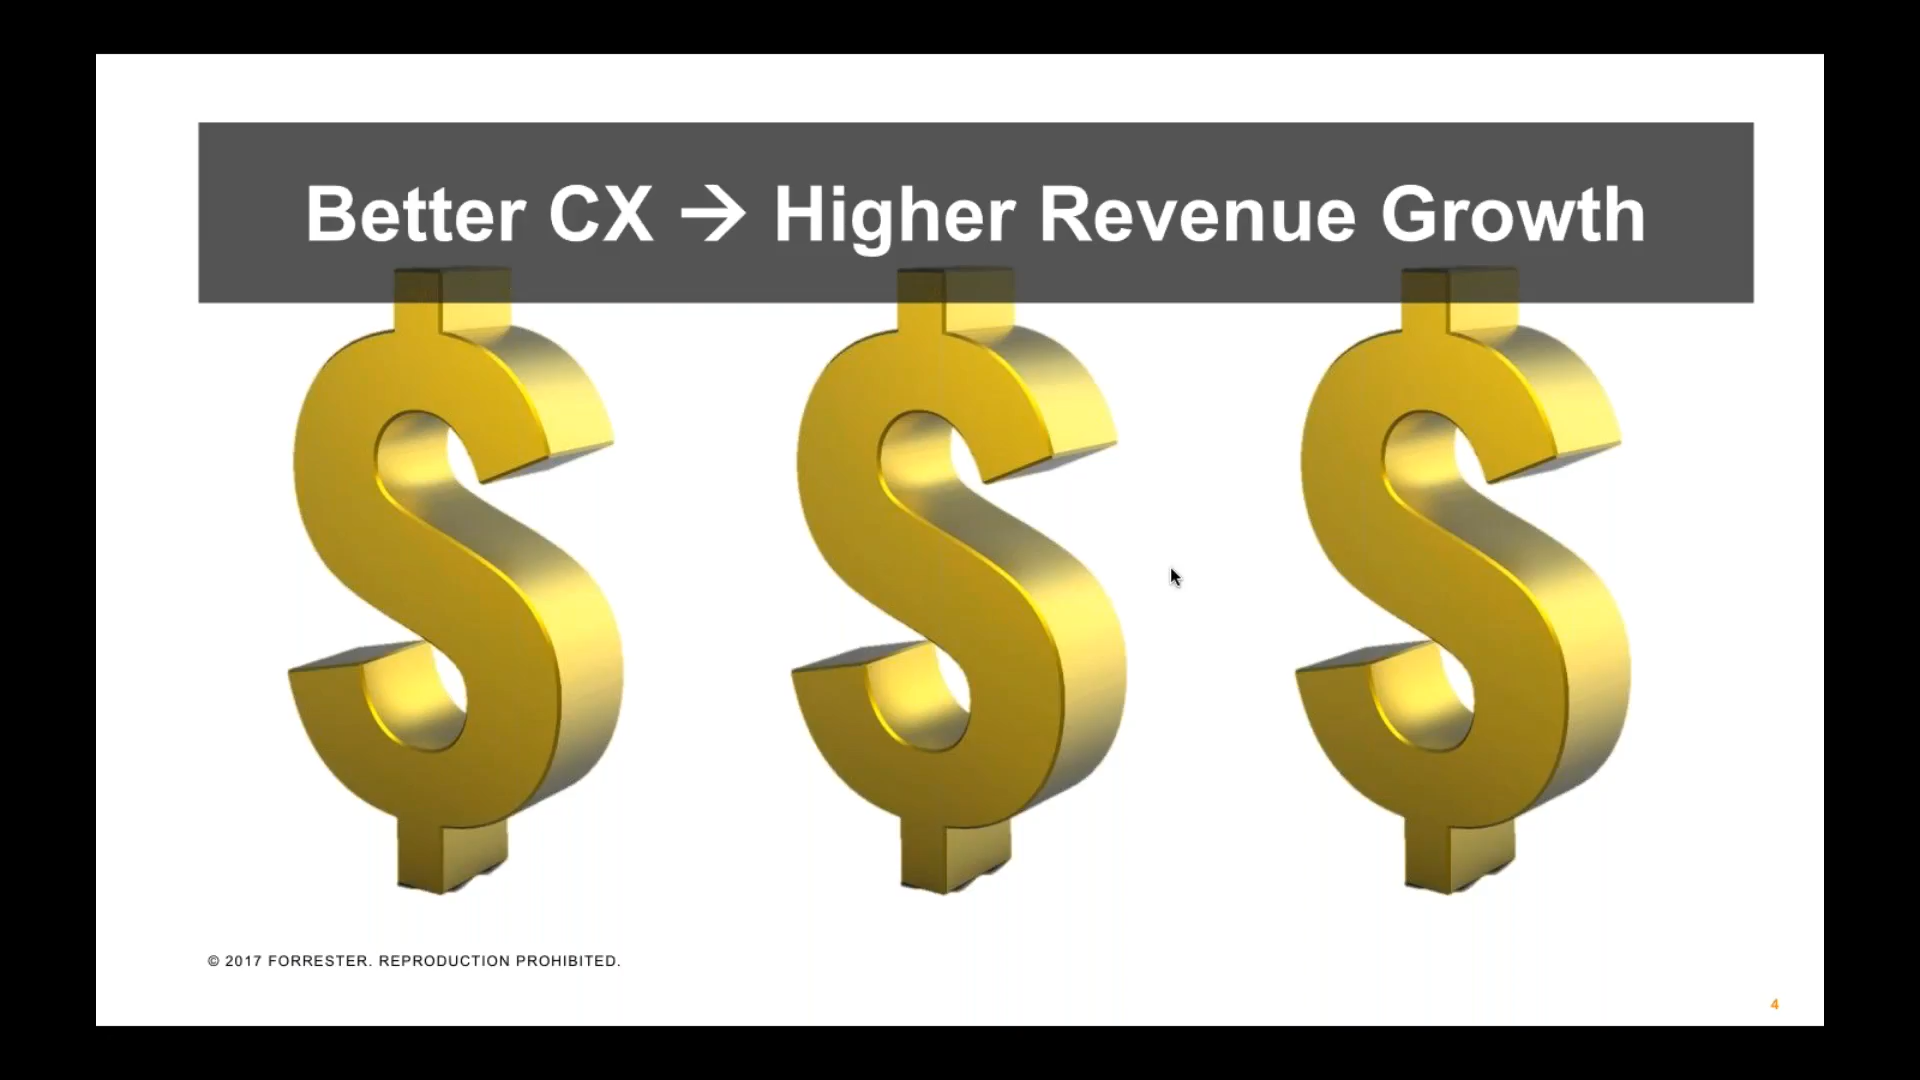 Better CX → Higher Revenue Growth
© 2017 FORRESTER. REPRODUCTION PROHIBITED.
4